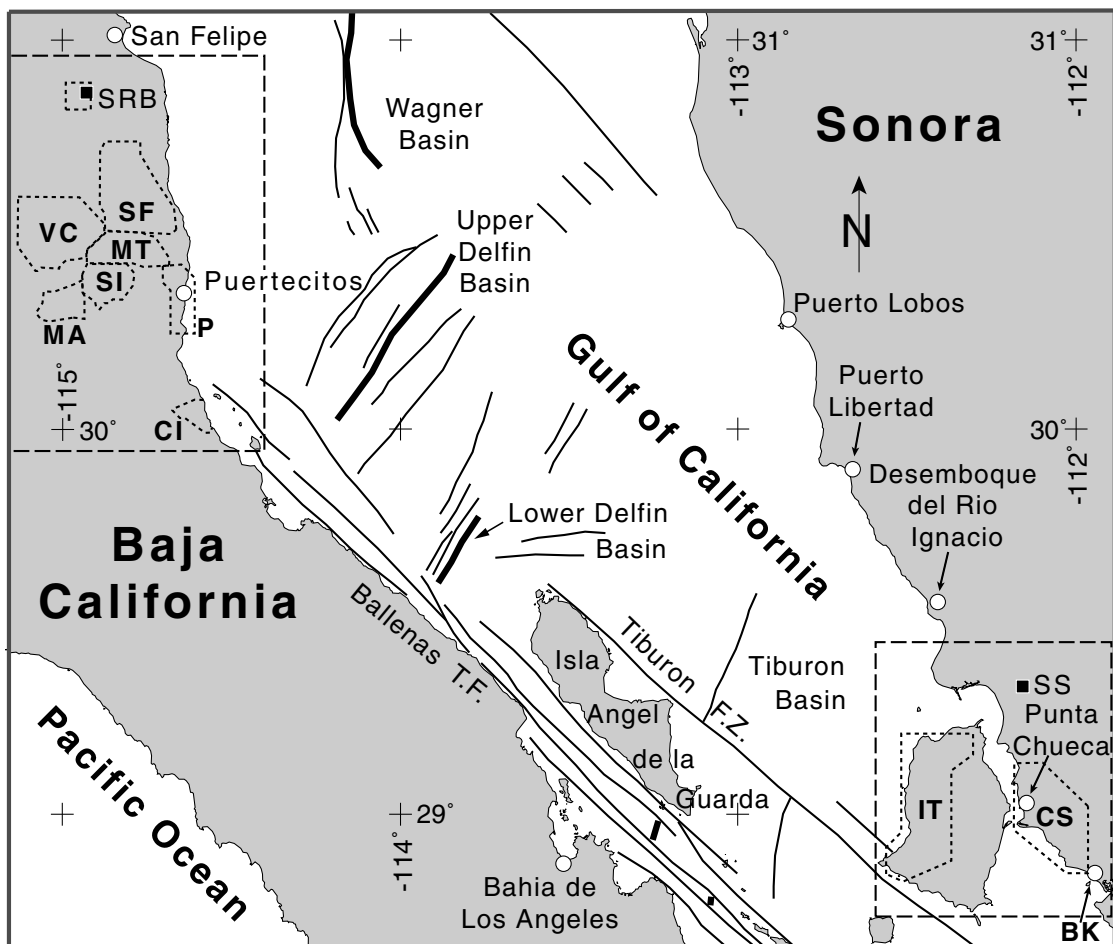 San Felipe
31°
31°
-113°
-112°
SRB
Wagner
Basin
Sonora
SF
VC
MT
SI
MA
P
Puertecitos
Upper
Delfin
Basin
N
Puerto Lobos
Gulf of California
Puerto
Libertad
-115°
30°
30°
-112°
CI
Desemboque
del Rio
Ignacio
Lower Delfin
Basin
Baja
California
Ballenas T.F.
Isla
Angel
de la
Guarda
Tiburon F.Z.
Tiburon
Basin
SS
Punta
Chueca
Pacific Ocean
29°
-114°
IT
CS
Bahia de
Los Angeles
BK